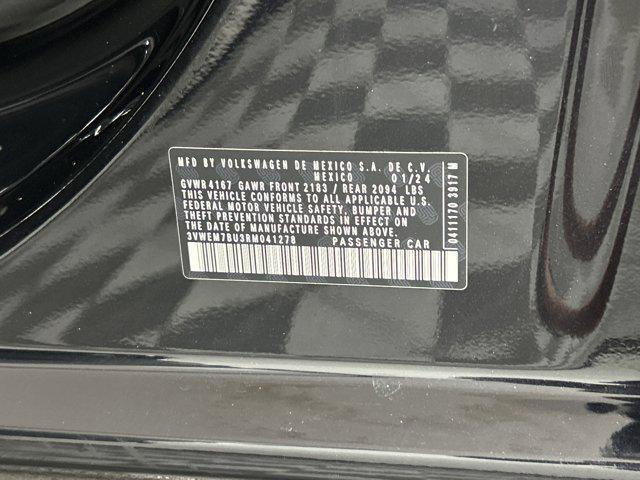 MFD BY VOLKSWAGEN DE MEXICO S.A. DE C.V.
MEXICO 01/24
GVWR 4167 GAWR FRONT 2183 / REAR 2094 LBS
THIS VEHICLE CONFORMS TO ALL APPLICABLE U.S.
FEDERAL MOTOR VEHICLE SAFETY, BUMPER AND
THEFT PREVENTION STANDARDS IN EFFECT ON
THE DATE OF MANUFACTURE SHOWN ABOVE
3VWEM7BU3RM041278 PASSENGER CAR
0411170 3917 M